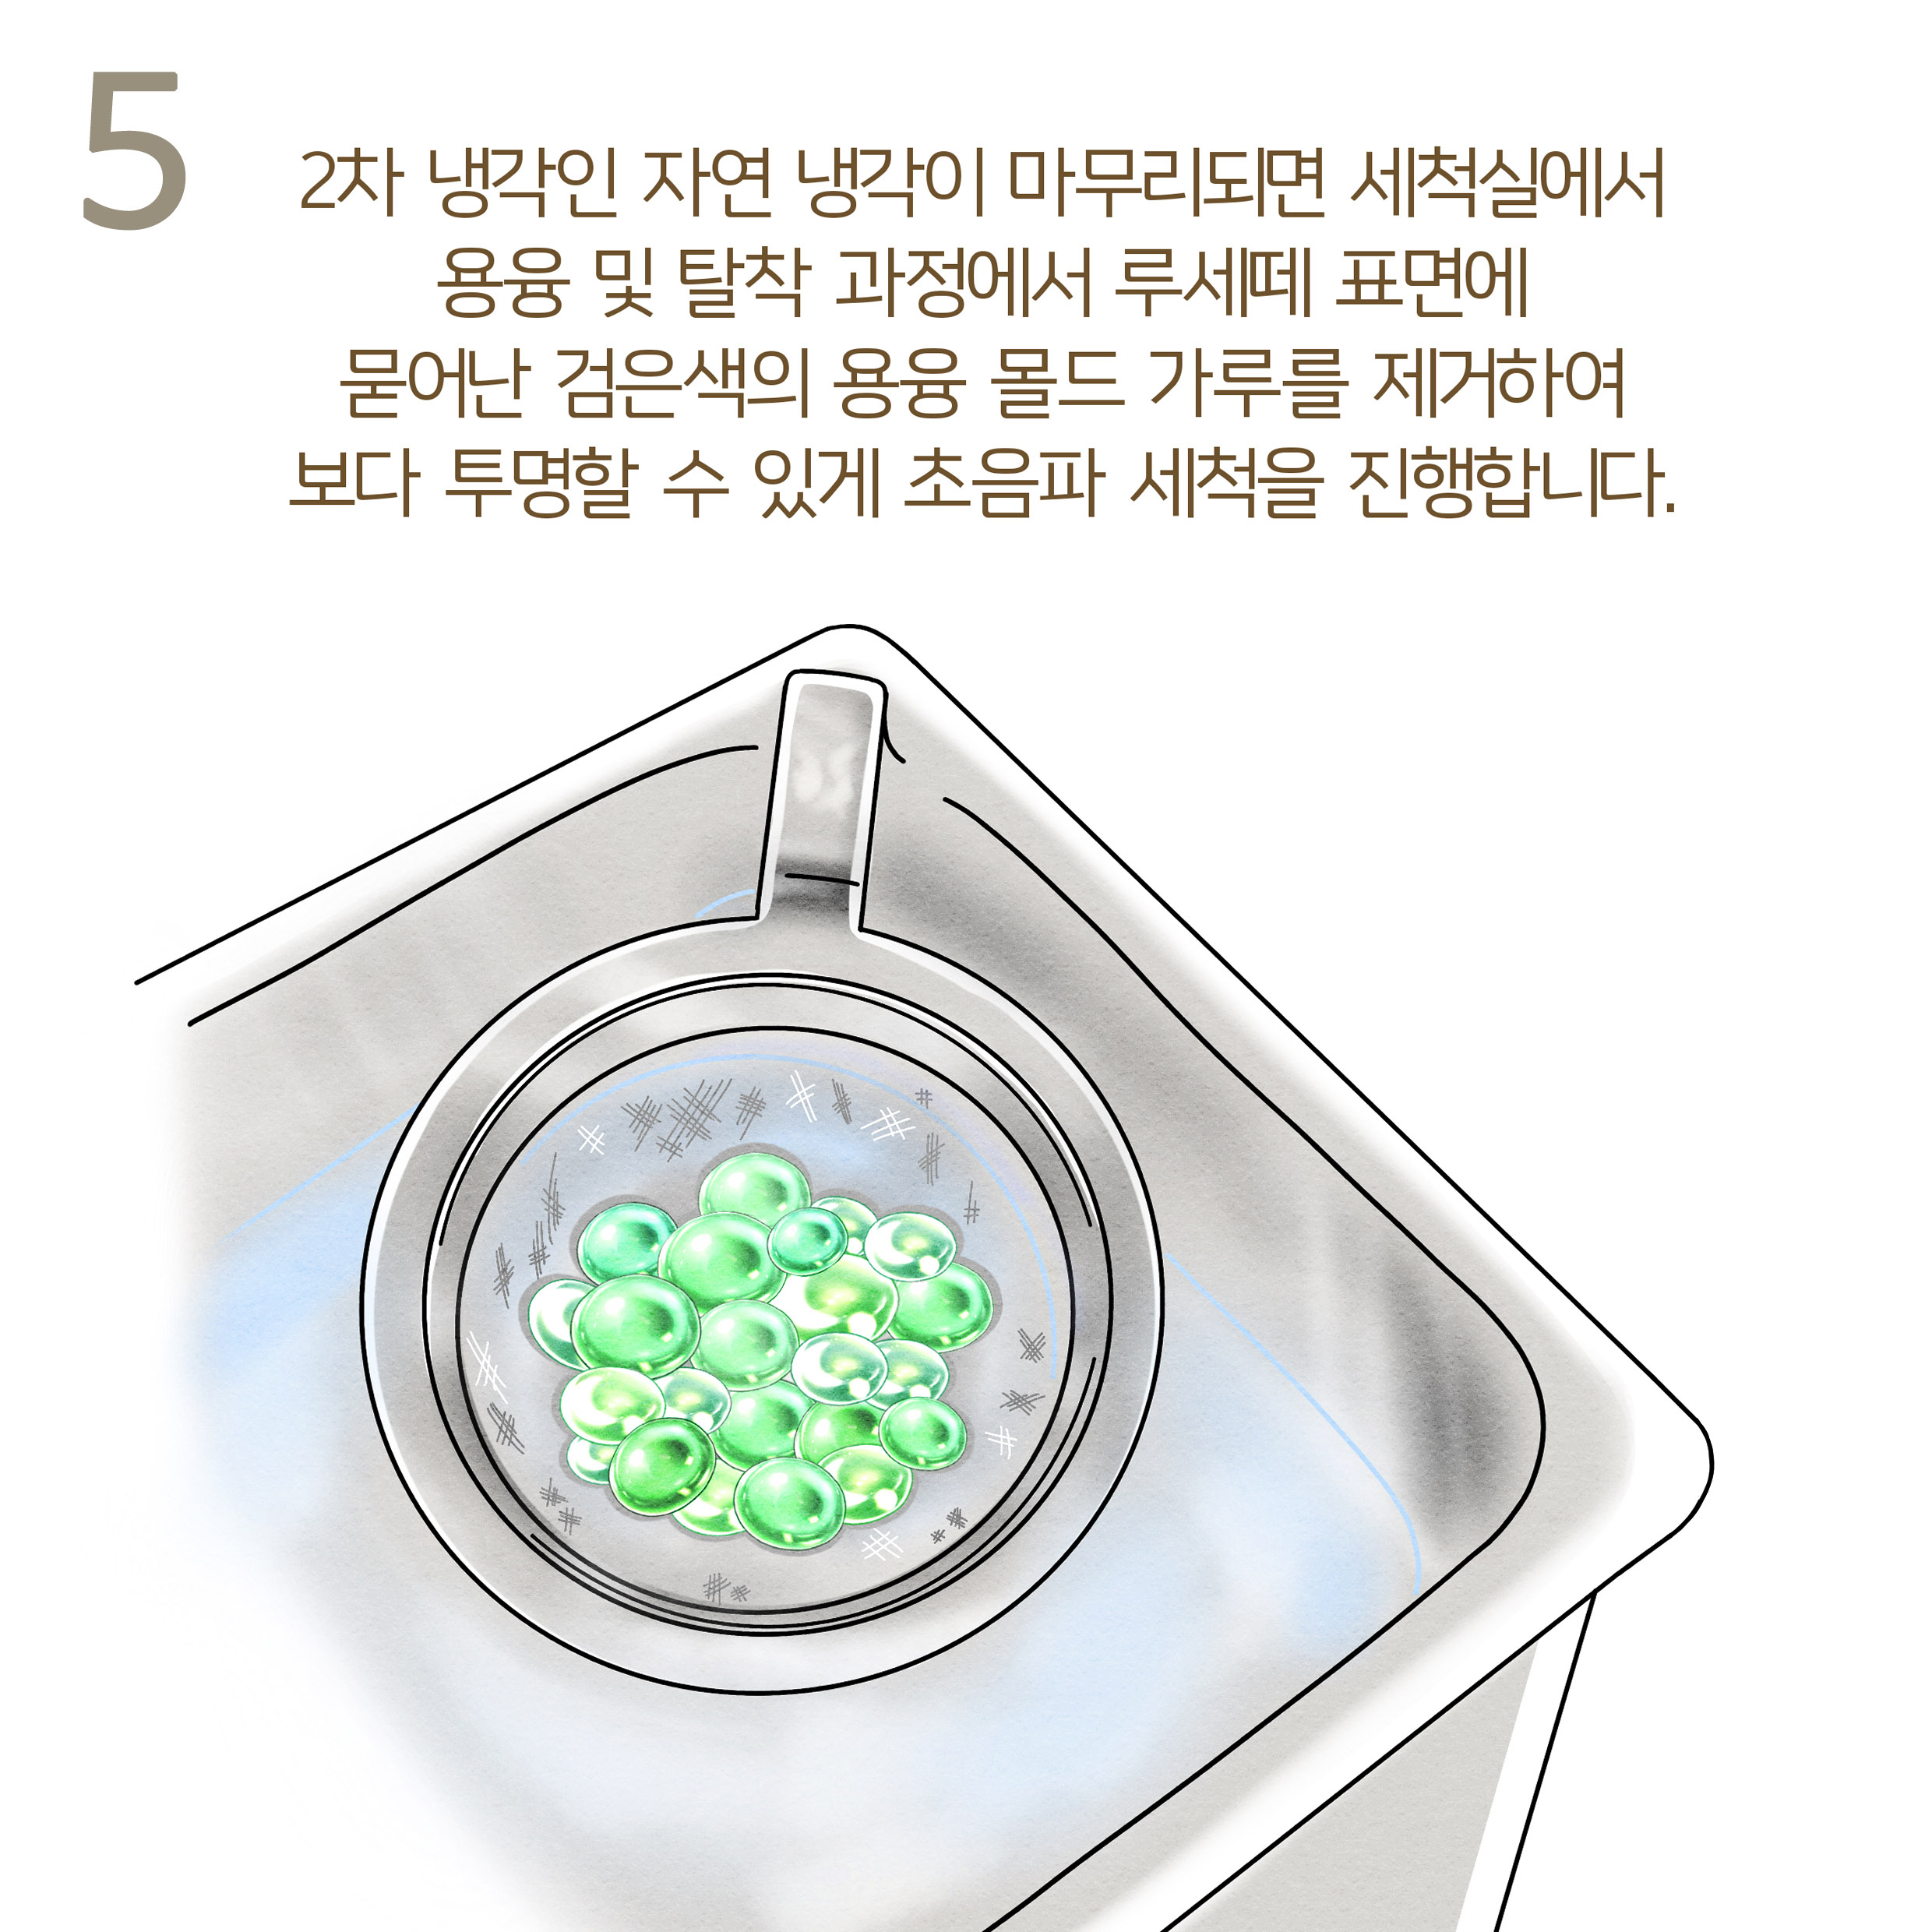 5
2차 냉각인 자연 냉각이 마무리되면 세척실에서
용융 및 탈착 과정에서 루세떼 표면에
묻어난 검은색의 용융 몰드 가루를 제거하여
보다 투명할 수 있게 초음파 세척을 진행합니다.